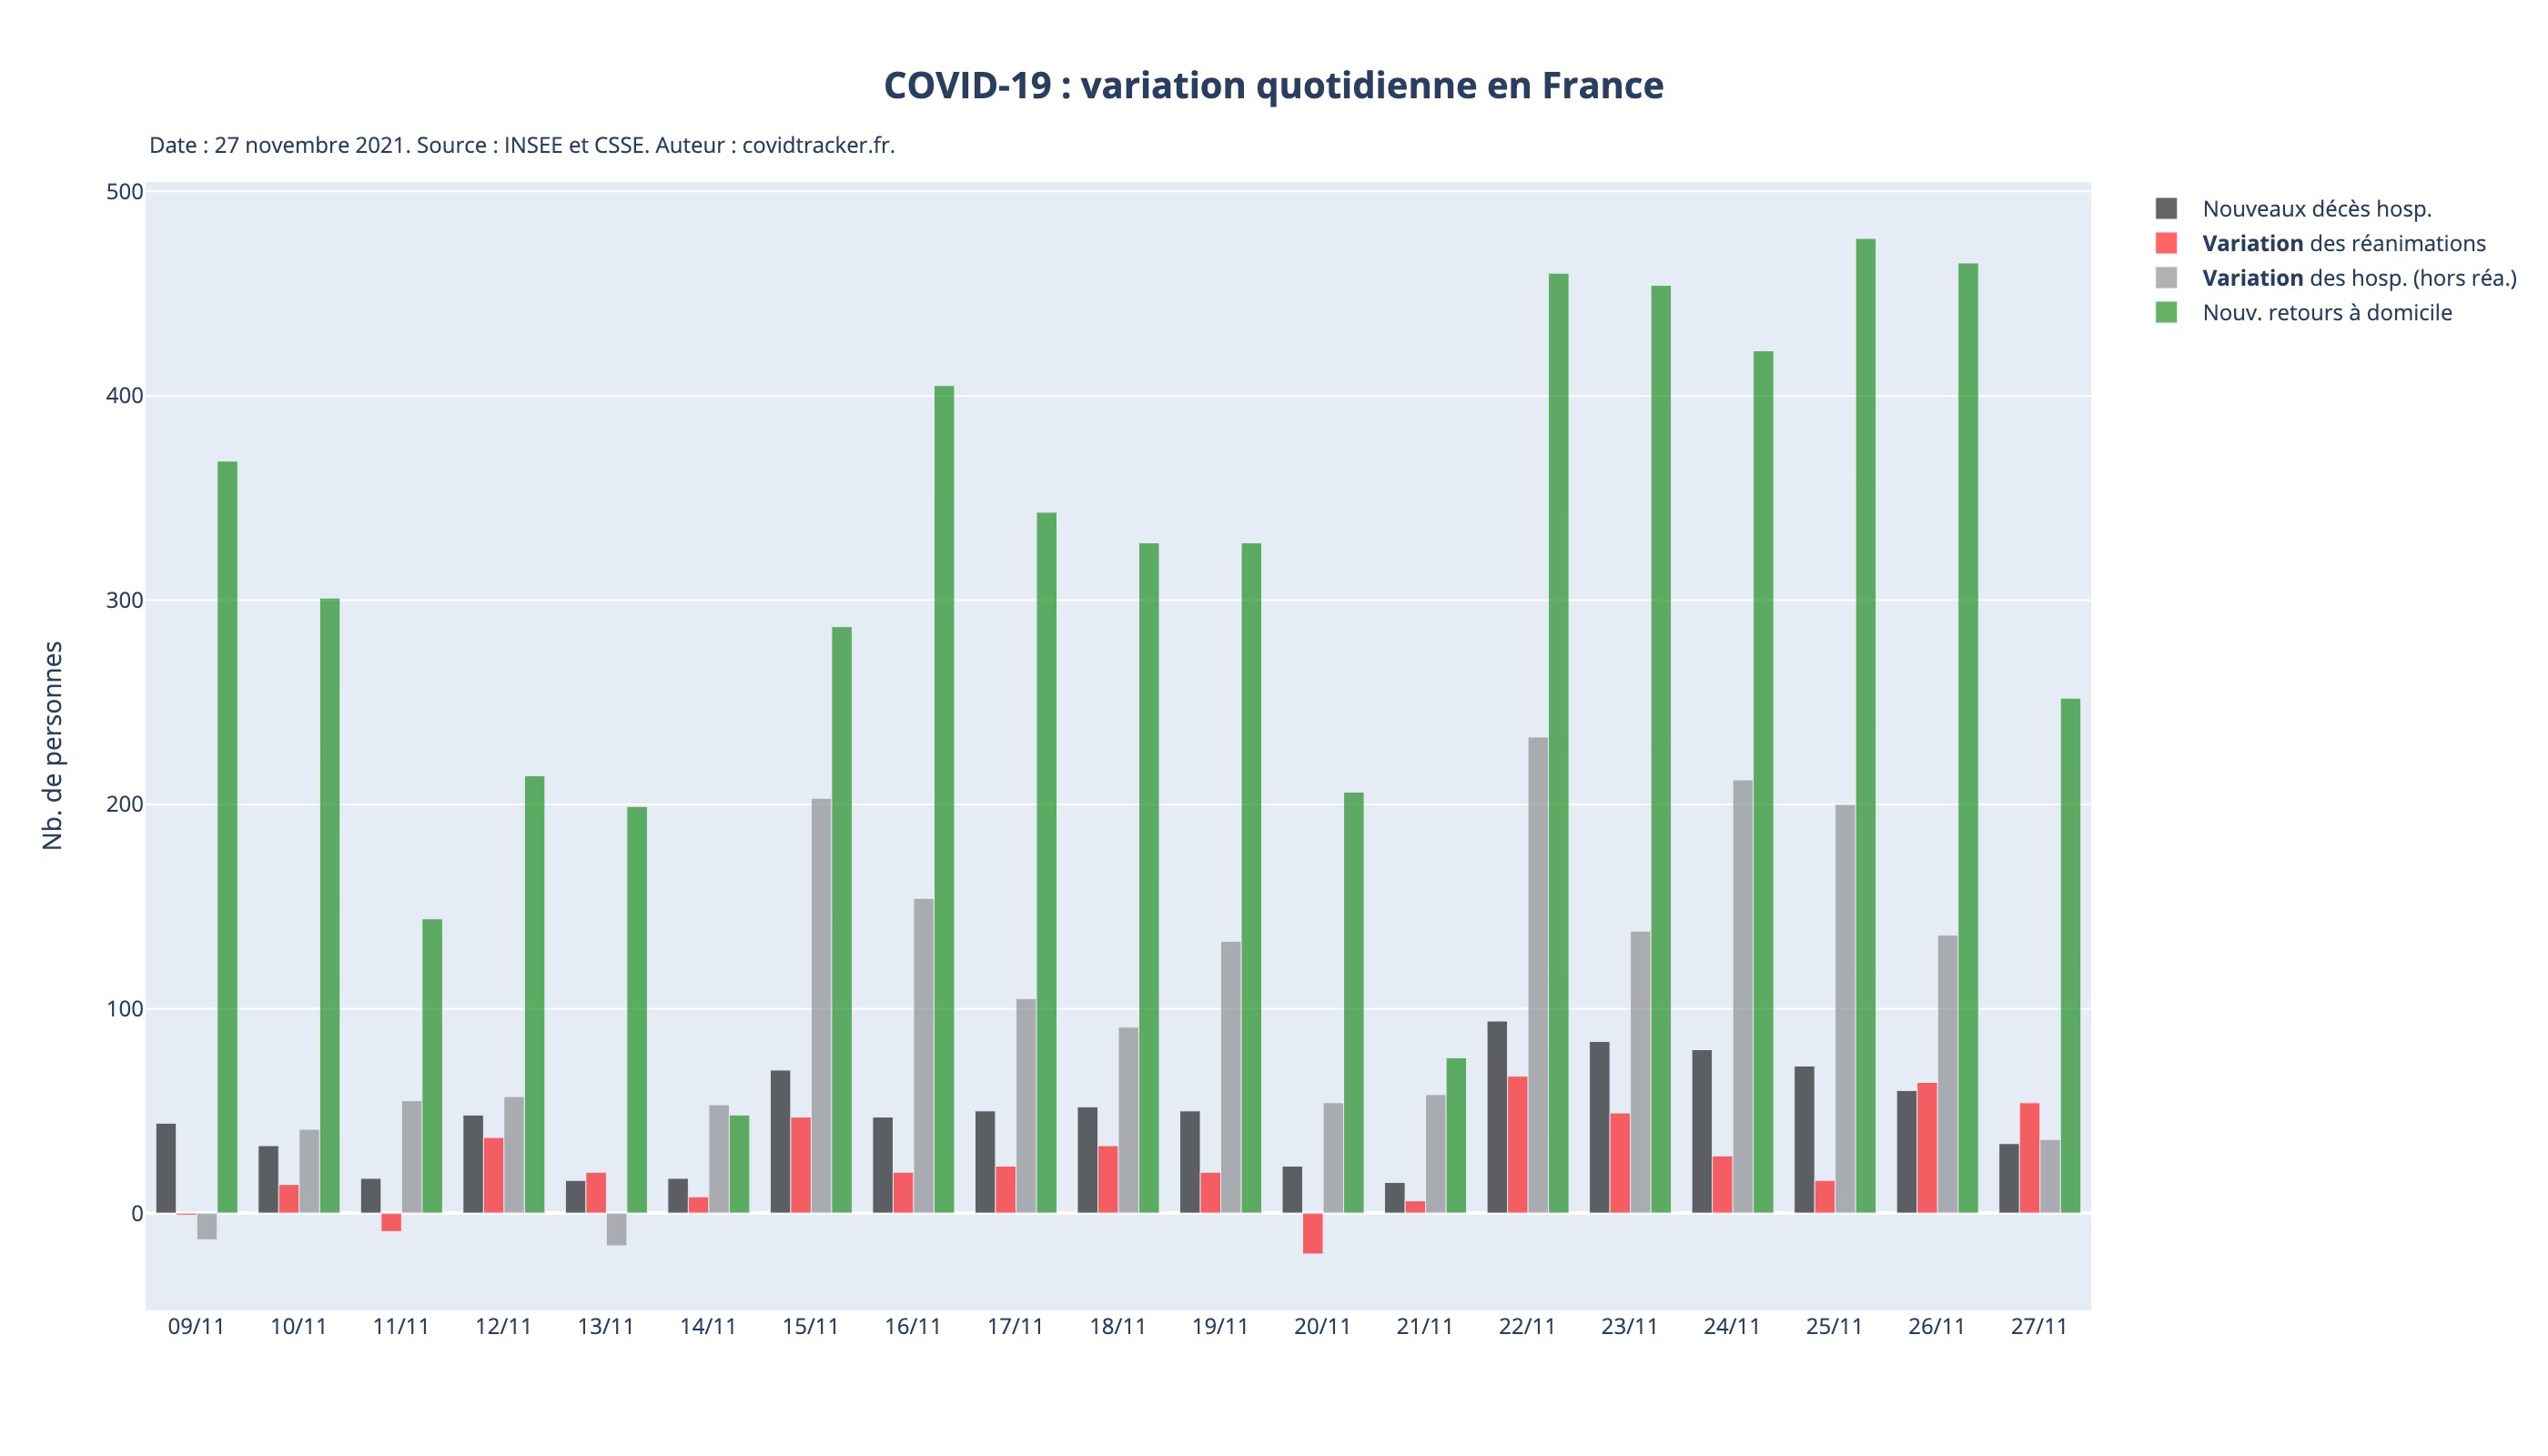 COVID-19 : variation quotidienne en France
Date : 27 novembre 2021. Source : INSEE et CSSE. Auteur : covidtracker.fr.
Nouveaux décès hosp.
Variation des réanimations
Variation des hosp. (hors réa.)
Nouv. retours à domicile
Nb. de personnes
500
400
300
200
100
0
09/11 10/11 11/11 12/11 13/11 14/11 15/11 16/11 17/11 18/11 19/11 20/11 21/11 22/11 23/11 24/11 25/11 26/11 27/11